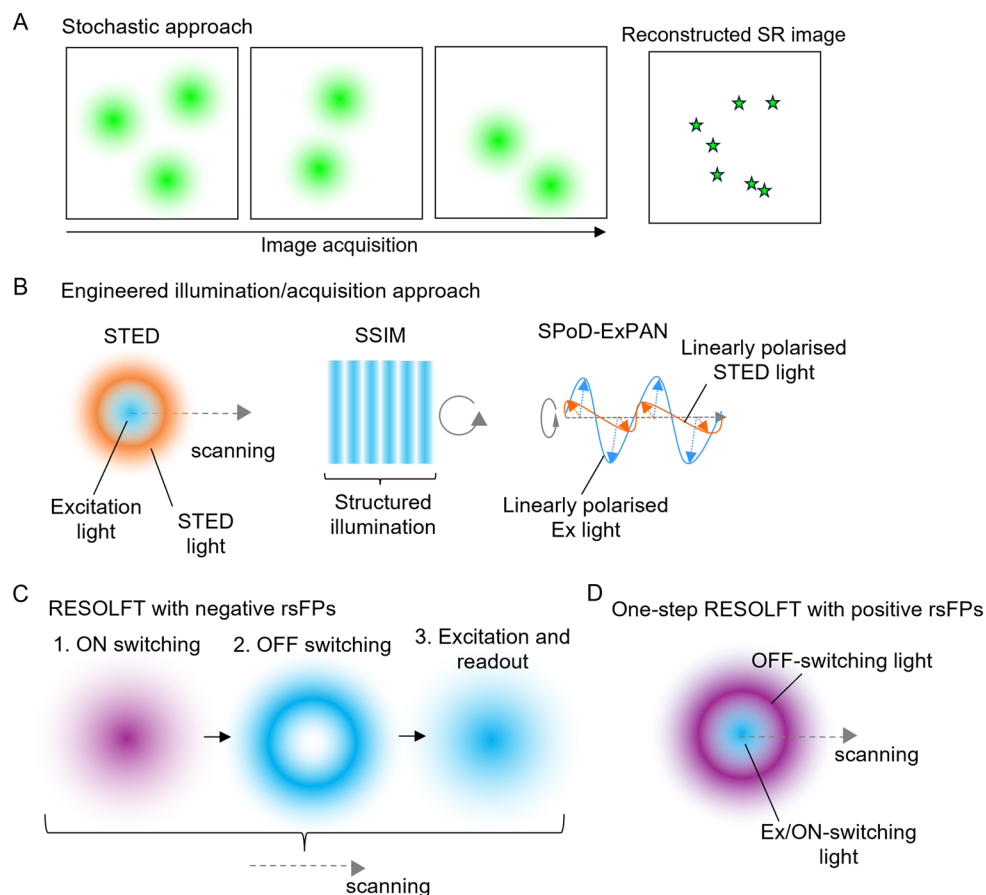 A
Stochastic approach
Reconstructed SR image
Image acquisition
B
Engineered illumination/acquisition approach
STED
scanning
Excitation
light
STED
light
SSIM
Structured
illumination
SPoD-ExPAN
Linearly polarised
STED light
Linearly polarised
Ex light
C
RESOLFT with negative rsFPs
1. ON switching
2. OFF switching
3. Excitation and
readout
scanning
D
One-step RESOLFT with positive rsFPs
OFF-switching light
scanning
Ex/ON-switching
light